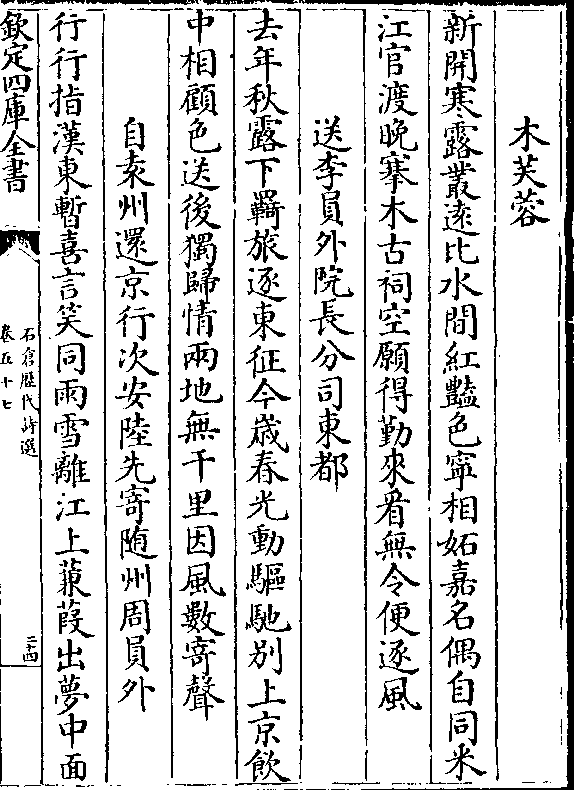 木芙蓉
新開寒露叢遠比水間紅豔色寧相妬嘉名偶自同米
江官渡晚搴木古祠空願得勤來看無令便逐風
送李員外院長分司東都
去年秋露下羇旅逐東征今歲春光動驅馳別上京飲
中相顧色送後獨歸情兩地無千里因風數寄聲
自袁州還京行次安陸先寄随州周員外
行行指漢東暫喜言笑同雨雪離江上蒹葭出夢中面
欽定四庫全書
石倉歷代詩選
卷五十七
二十四